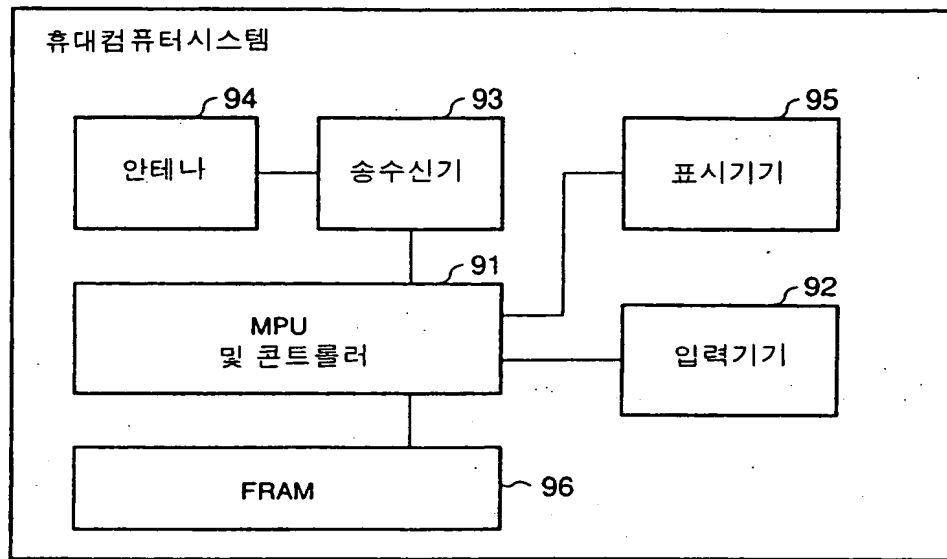 휴대컴퓨터시스템
94
안테나
93
송수신기
95
표시기기
91
MPU
및 콘트롤러
92
입력기기
FRAM
96